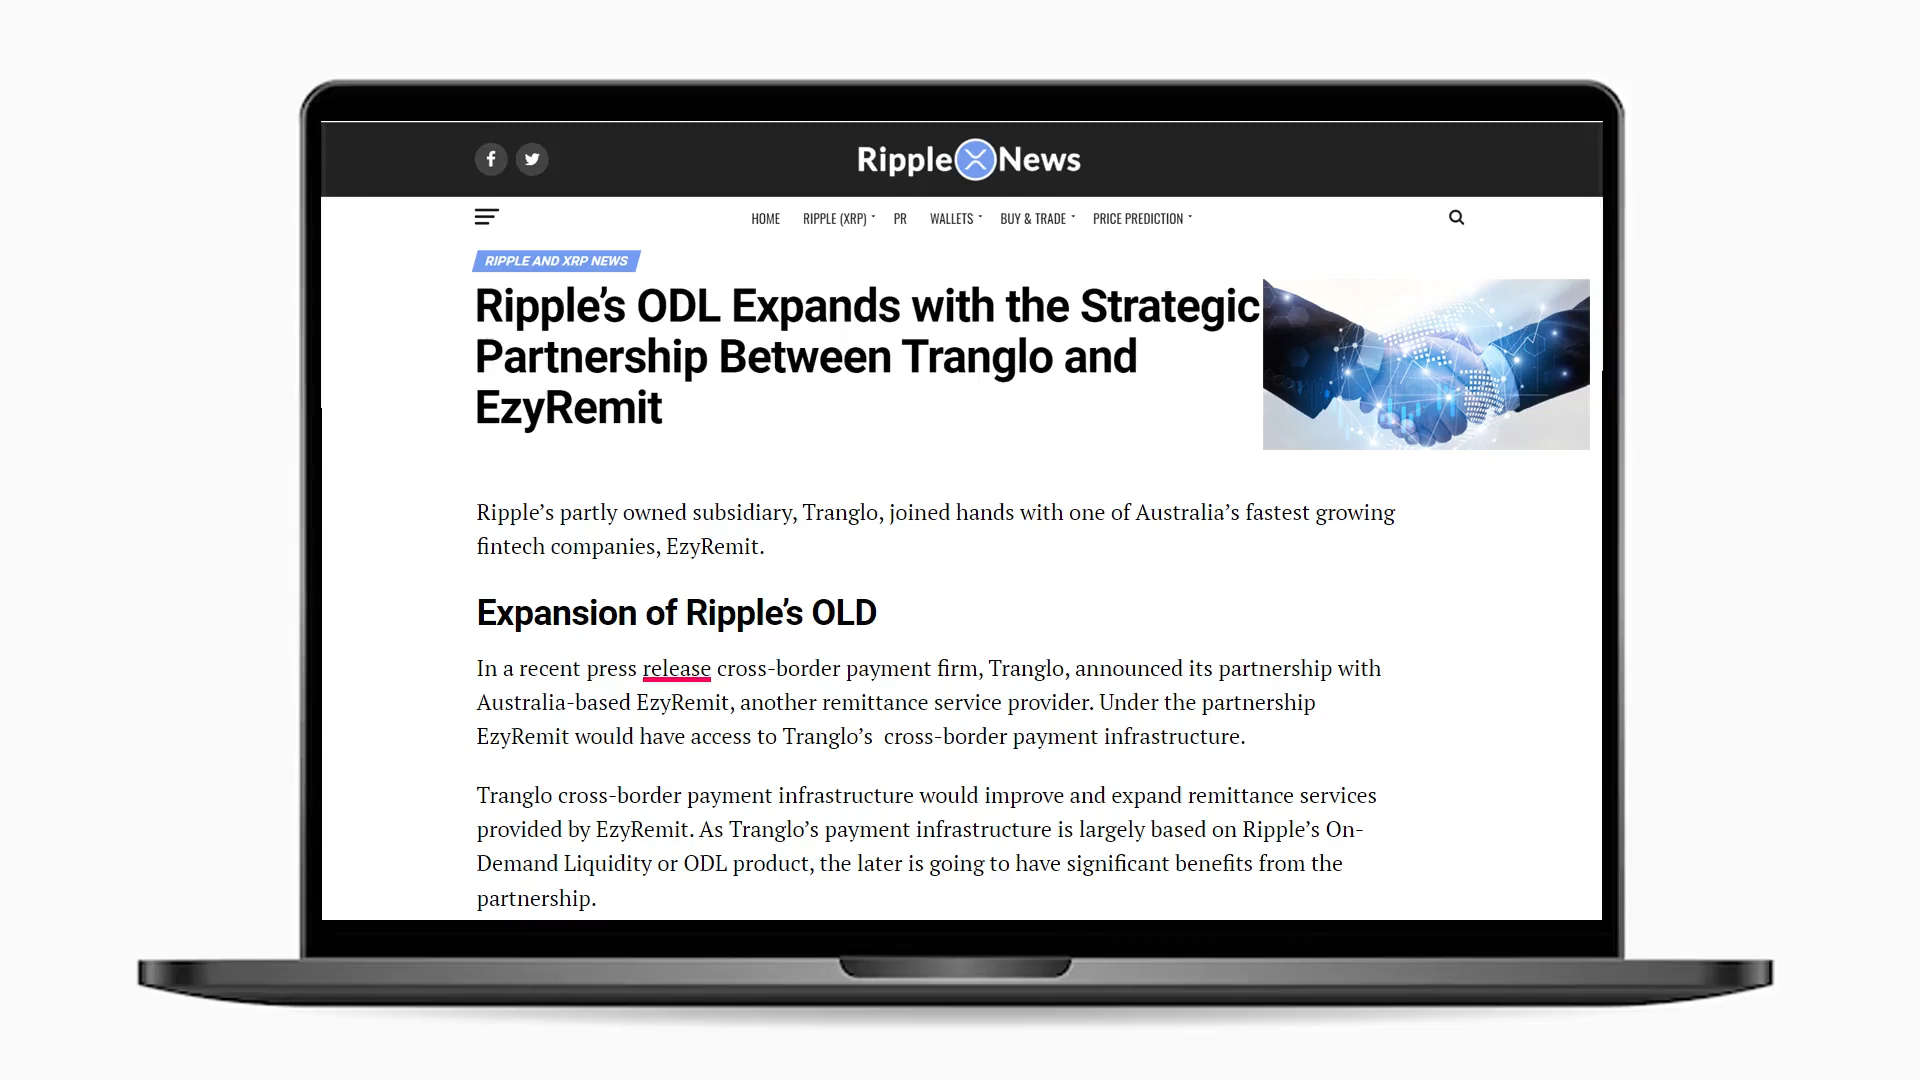 Ripple News
HOME RIPPLE (XRP) PR WALLETS BUY & TRADE PRICE PREDICTION
RIPPLE AND XRP NEWS
Ripple’s ODL Expands with the Strategic
Partnership Between Tranglo and
EzyRemit
Ripple’s partly owned subsidiary, Tranglo, joined hands with one of Australia’s fastest growing
fintech companies, EzyRemit.
Expansion of Ripple’s OLD
In a recent press release cross-border payment firm, Tranglo, announced its partnership with
Australia-based EzyRemit, another remittance service provider. Under the partnership
EzyRemit would have access to Tranglo’s  cross-border payment infrastructure.
Tranglo cross-border payment infrastructure would improve and expand remittance services
provided by EzyRemit. As Tranglo’s payment infrastructure is largely based on Ripple’s On-
Demand Liquidity or ODL product, the later is going to have significant benefits from the
partnership.